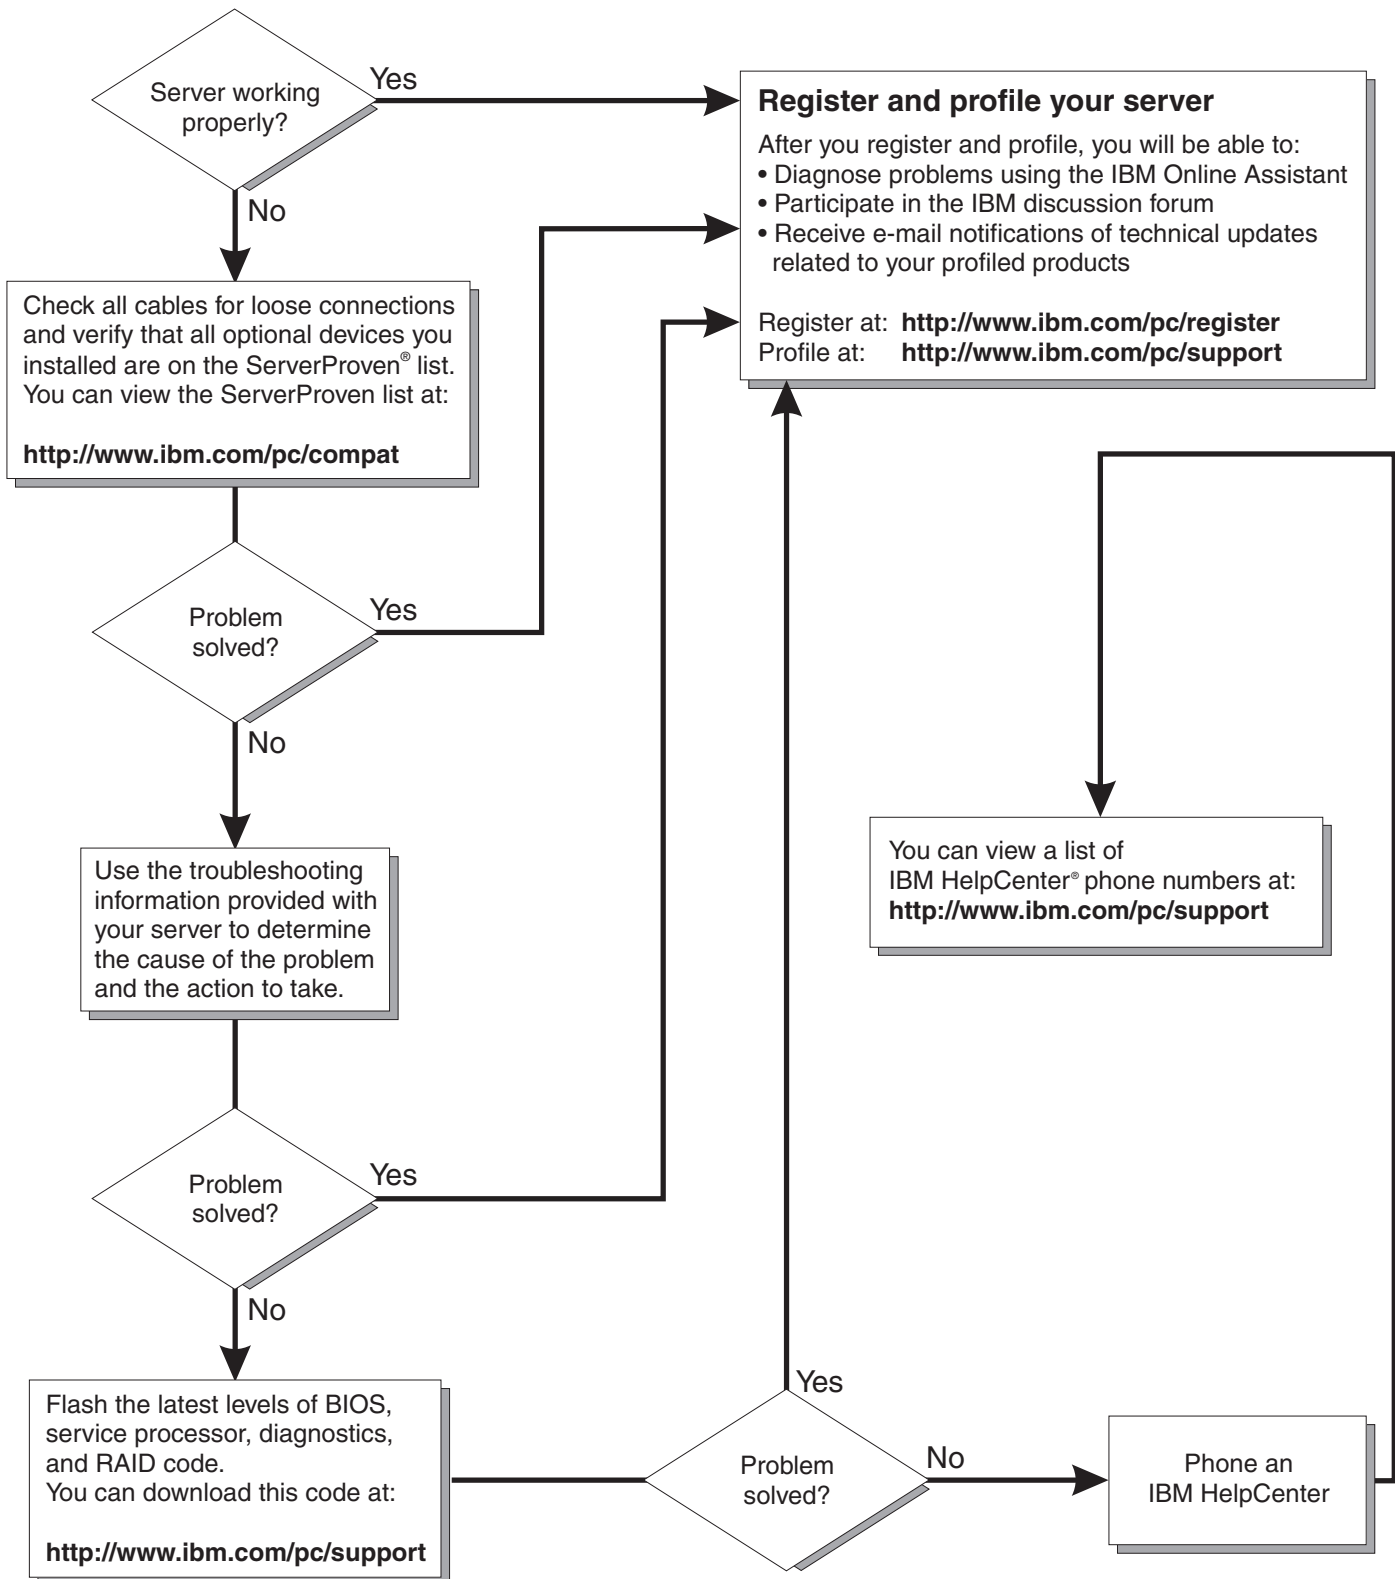 Server working
properly?
Yes
No
Register and profile your server
After you register and profile, you will be able to:
• Diagnose problems using the IBM Online Assistant
• Participate in the IBM discussion forum
• Receive e-mail notifications of technical updates
related to your profiled products
Register at: http://www.ibm.com/pc/register
Profile at: http://www.ibm.com/pc/support
Check all cables for loose connections
and verify that all optional devices you
installed are on the ServerProven® list.
You can view the ServerProven list at:
http://www.ibm.com/pc/compat
Problem
solved?
Yes
No
Use the troubleshooting
information provided with
your server to determine
the cause of the problem
and the action to take.
You can view a list of
IBM HelpCenter® phone numbers at:
http://www.ibm.com/pc/support
Problem
solved?
Yes
No
Flash the latest levels of BIOS,
service processor, diagnostics,
and RAID code.
You can download this code at:
http://www.ibm.com/pc/support
Problem
solved?
Yes
No
Phone an
IBM HelpCenter